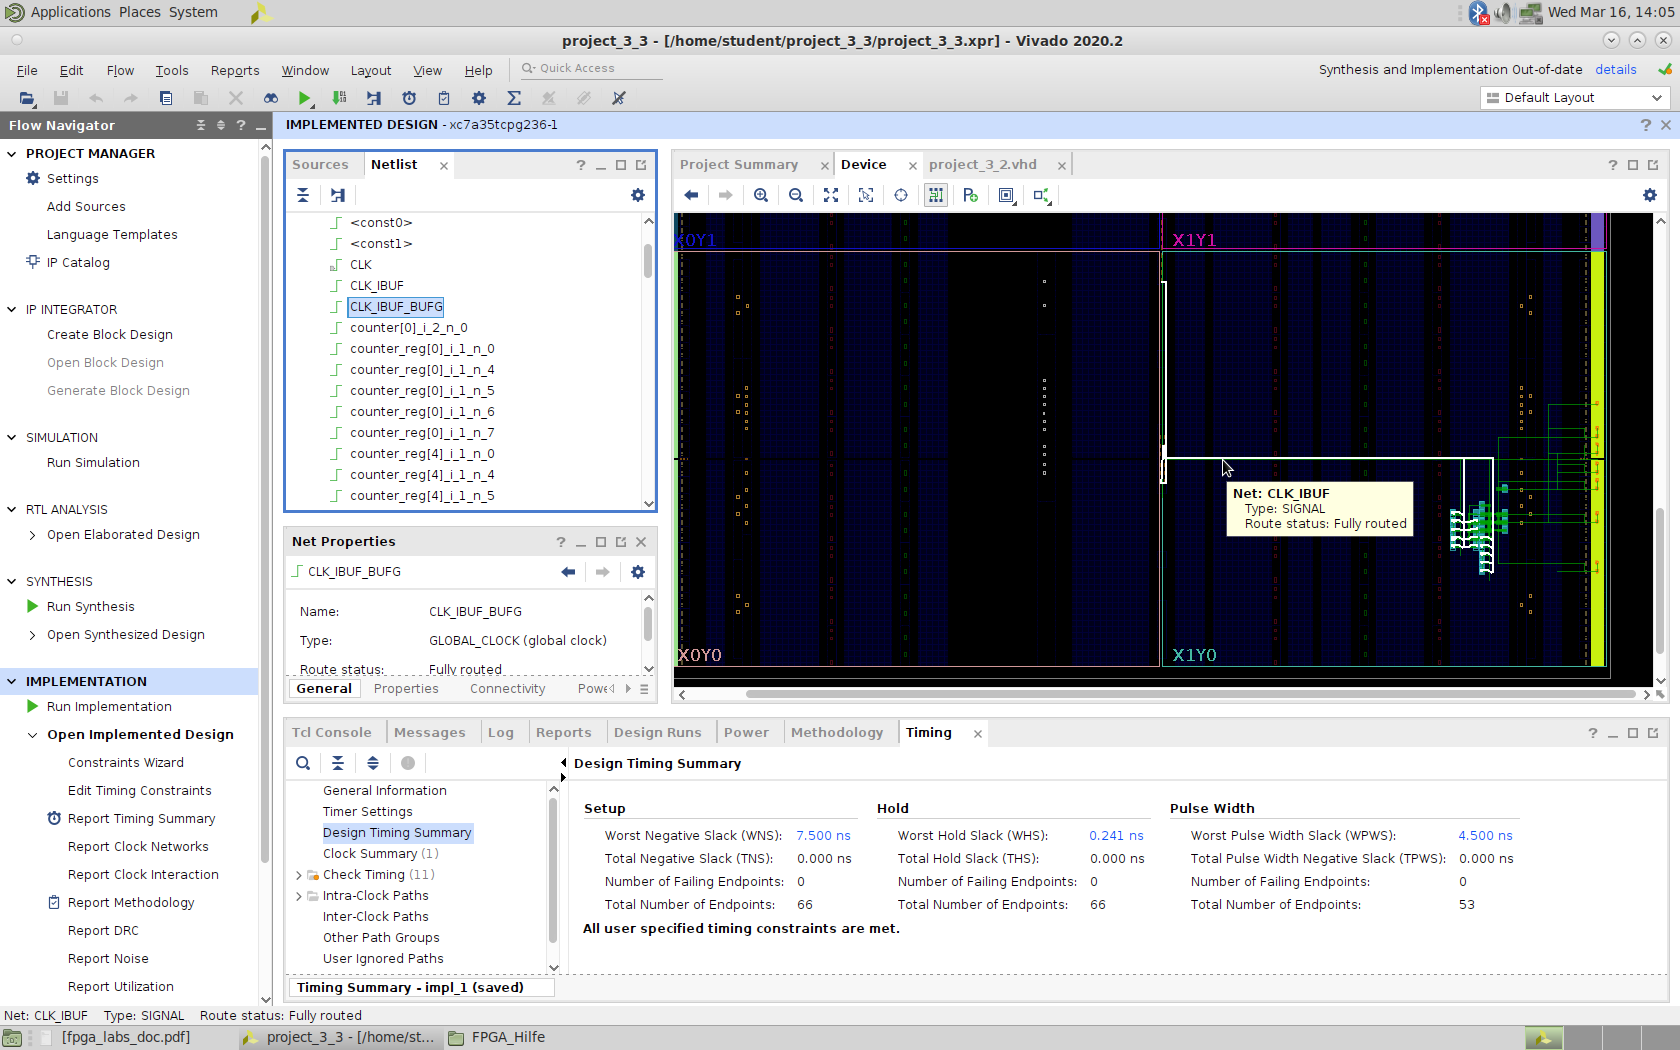 Applications Places System
Wed Mar 16, 14:05
project_3_3 - [/home/student/project_3_3/project_3_3.xpr] - Vivado 2020.2
File Edit Flow Tools Reports Window Layout View Help
Quick Access
Synthesis and Implementation Out-of-date details
Default Layout
Flow Navigator
PROJECT MANAGER
Settings
Add Sources
Language Templates
IP Catalog
IP INTEGRATOR
Create Block Design
Open Block Design
Generate Block Design
SIMULATION
Run Simulation
RTL ANALYSIS
Open Elaborated Design
SYNTHESIS
Run Synthesis
Open Synthesized Design
IMPLEMENTATION
Run Implementation
Open Implemented Design
Constraints Wizard
Edit Timing Constraints
Report Timing Summary
Report Clock Networks
Report Clock Interaction
Report Methodology
Report DRC
Report Noise
Report Utilization
IMPLEMENTED DESIGN - xc7a35tcpg236-1
Sources Netlist
<const0>
<const1>
CLK
CLK_IBUF
CLK_IBUF_BUFG
counter[0]_i_2_n_0
counter_reg[0]_i_1_n_0
counter_reg[0]_i_1_n_4
counter_reg[0]_i_1_n_5
counter_reg[0]_i_1_n_6
counter_reg[0]_i_1_n_7
counter_reg[4]_i_1_n_0
counter_reg[4]_i_1_n_4
counter_reg[4]_i_1_n_5
Net Properties
CLK_IBUF_BUFG
Name: CLK_IBUF_BUFG
Type: GLOBAL_CLOCK (global clock)
Route status: Fully routed
General Properties Connectivity Powe
Project Summary Device project_3_2.vhd
X0Y1
X1Y1
Net: CLK_IBUF
Type: SIGNAL
Route status: Fully routed
X0Y0
X1Y0
Tcl Console Messages Log Reports Design Runs Power Methodology Timing
General Information
Timer Settings
Design Timing Summary
Clock Summary (1)
Check Timing (11)
Intra-Clock Paths
Inter-Clock Paths
Other Path Groups
User Ignored Paths
Design Timing Summary
Setup Hold Pulse Width
Worst Negative Slack (WNS): 7.500 ns Worst Hold Slack (WHS): 0.241 ns Worst Pulse Width Slack (WPWS): 4.500 ns
Total Negative Slack (TNS): 0.000 ns Total Hold Slack (THS): 0.000 ns Total Pulse Width Negative Slack (TPWS): 0.000 ns
Number of Failing Endpoints: 0 Number of Failing Endpoints: 0 Number of Failing Endpoints: 0
Total Number of Endpoints: 66 Total Number of Endpoints: 66 Total Number of Endpoints: 53
All user specified timing constraints are met.
Timing Summary - impl_1 (saved)
Net: CLK_IBUF Type: SIGNAL Route status: Fully routed
[fpga_labs_doc.pdf] project_3_3 - [/home/st... FPGA_Hilfe